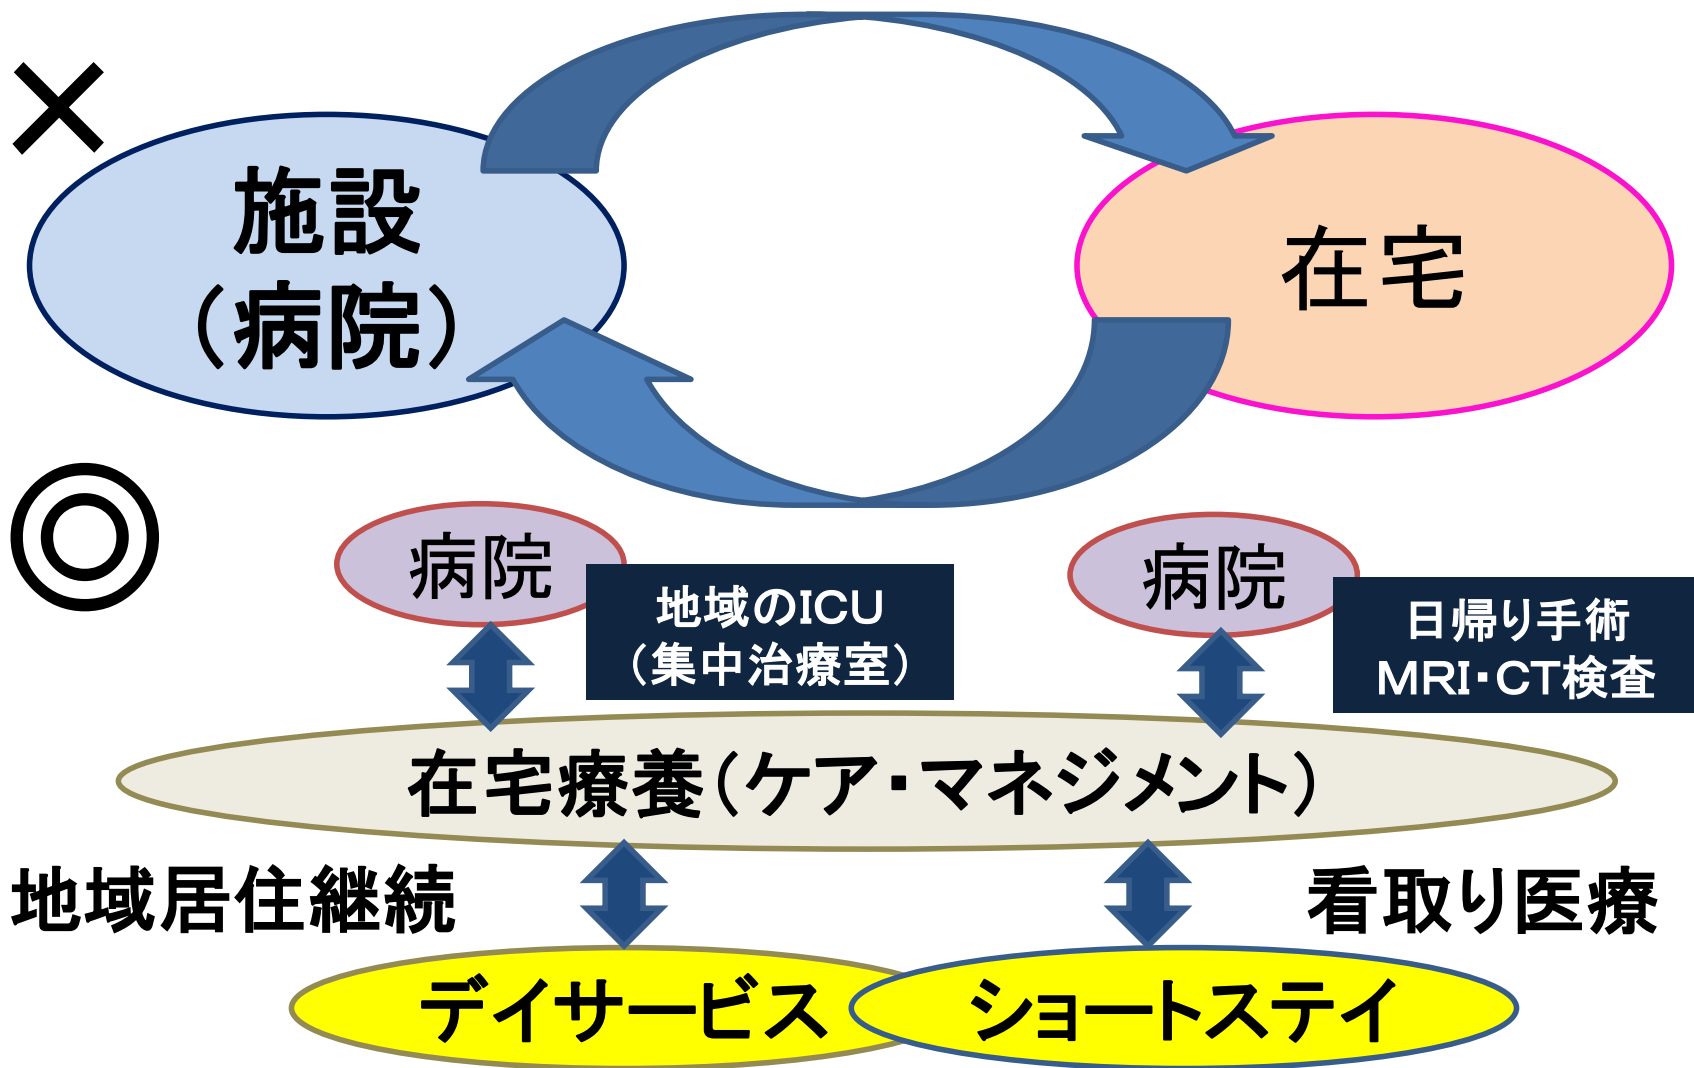 ×
施設
（病院）
在宅
◎
病院
地域のICU
（集中治療室）
病院
日帰り手術
MRI・CT検査
在宅療養（ケア・マネジメント）
地域居住継続
看取り医療
デイサービス
ショートステイ